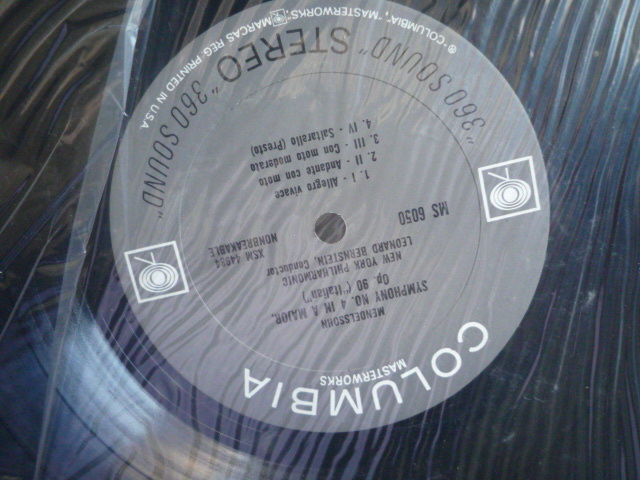 COLUMBIA
MASTERWORKS
MENDELSSOHN
SYMPHONY NO. 4 IN A MAJOR,
Op. 90 ("Italian")
NEW YORK PHILHARMONIC
LEONARD BERNSTEIN, Conductor
MS 6050
XSM 44984
NONBREAKABLE
1. I - Allegro vivace
2. II - Andante con moto
3. III - Con moto moderato
4. IV - Saltarallo (Presto)
"360 SOUND" STEREO "360 SOUND"
® "COLUMBIA", "MASTERWORKS", MARCAS REG. PRINTED IN U.S.A.